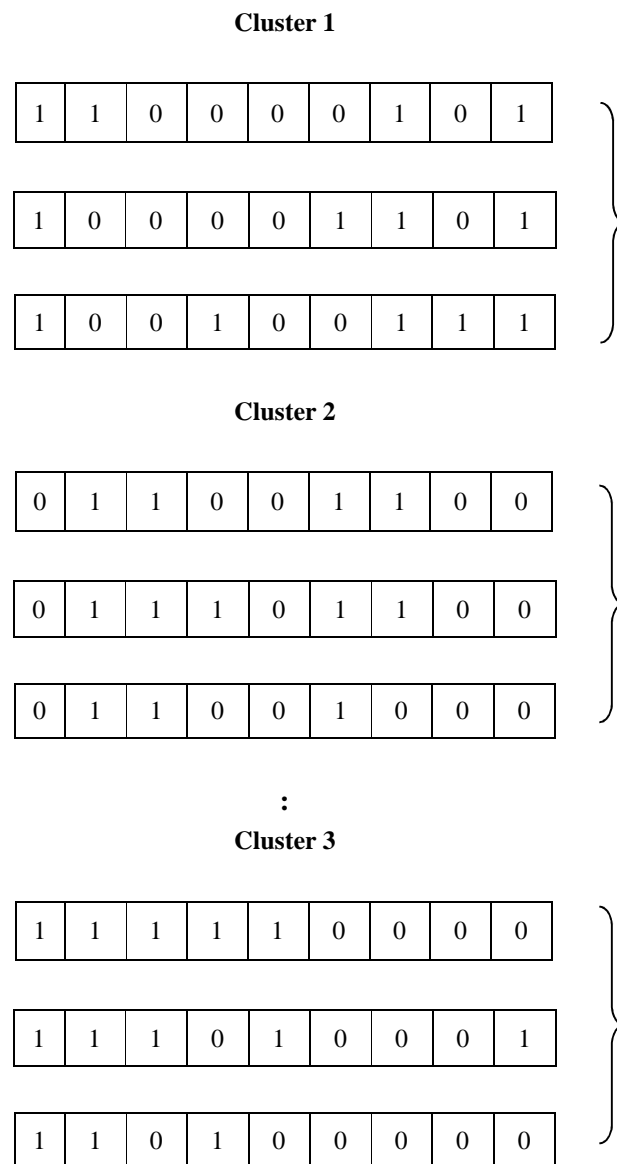 Cluster 1
1 1 0 0 0 0 1 0 1
1 0 0 0 0 1 1 0 1
1 0 0 1 0 0 1 1 1
Cluster 2
0 1 1 0 0 1 1 0 0
0 1 1 1 0 1 1 0 0
0 1 1 0 0 1 0 0 0
:
Cluster 3
1 1 1 1 1 0 0 0 0
1 1 1 0 1 0 0 0 1
1 1 0 1 0 0 0 0 0